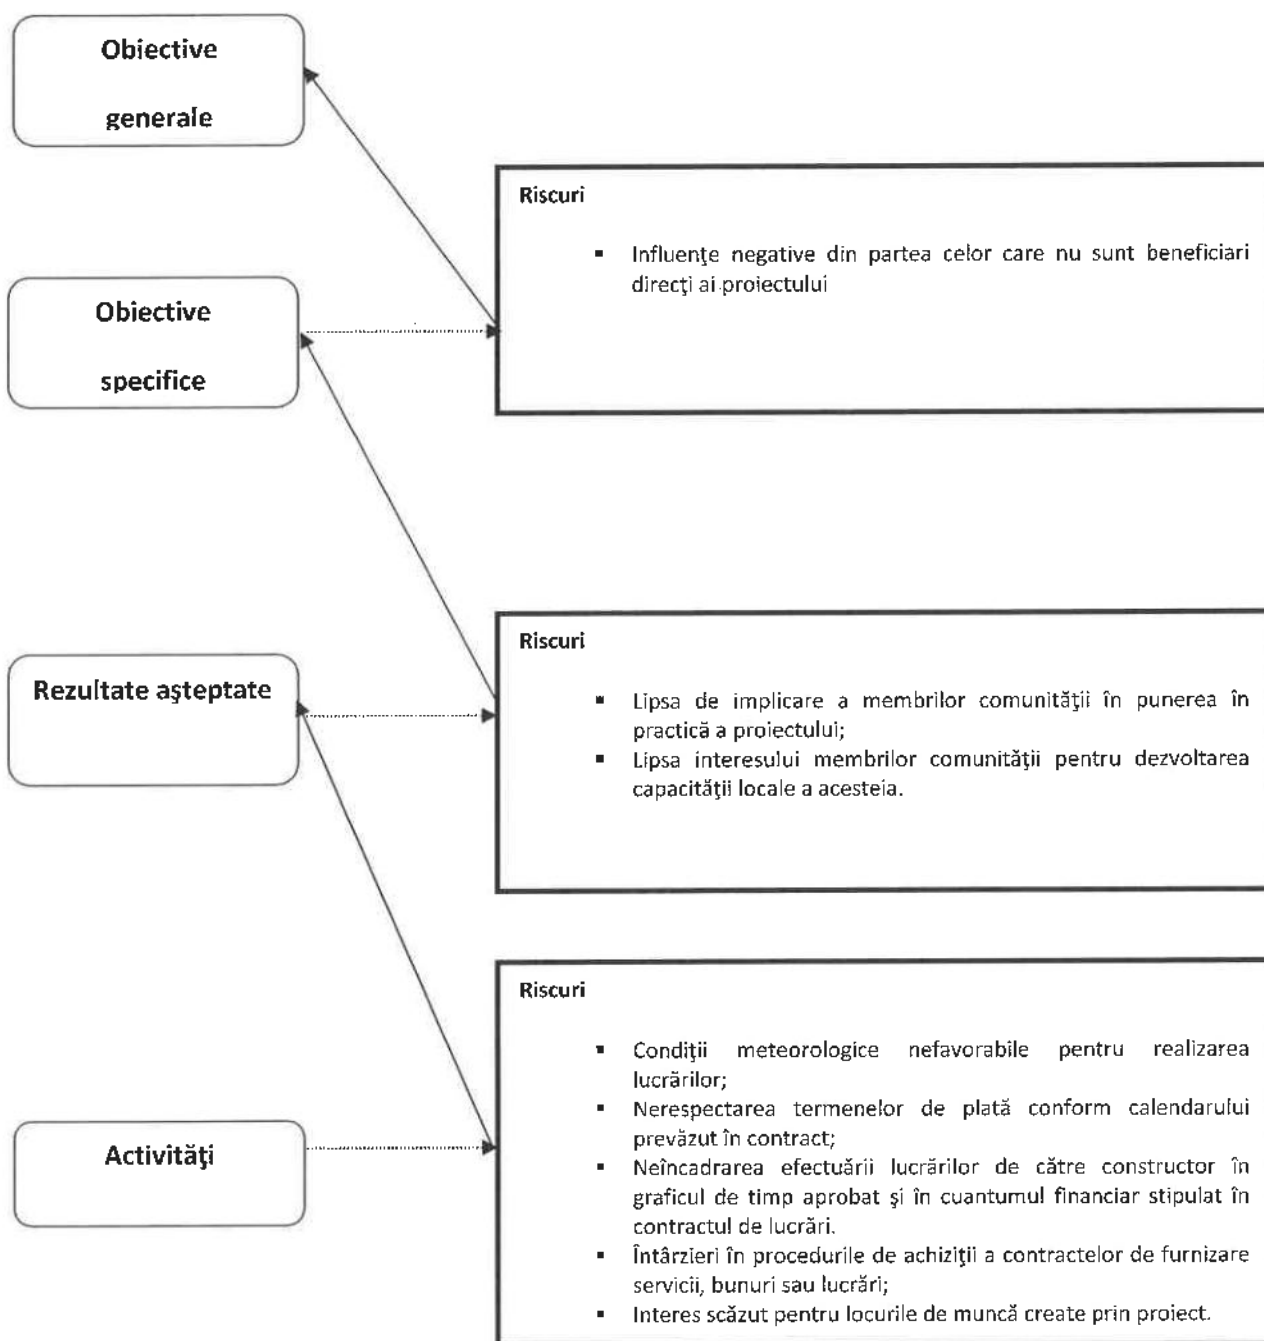 Obiective
generale
Riscuri
▪ Influenţe negative din partea celor care nu sunt beneficiari
direcţi ai proiectului
Obiective
specifice
Riscuri
▪ Lipsa de implicare a membrilor comunităţii în punerea în
practică a proiectului;
▪ Lipsa interesului membrilor comunităţii pentru dezvoltarea
capacităţii locale a acesteia.
Rezultate aşteptate
Riscuri
▪ Condiţii meteorologice nefavorabile pentru realizarea
lucrărilor;
▪ Nerespectarea termenelor de plată conform calendarului
prevăzut în contract;
▪ Neîncadrarea efectuării lucrărilor de către constructor în
graficul de timp aprobat şi în cuantumul financiar stipulat în
contractul de lucrări.
▪ Întârzieri în procedurile de achiziţii a contractelor de furnizare
servicii, bunuri sau lucrări;
▪ Interes scăzut pentru locurile de muncă create prin proiect.
Activităţi